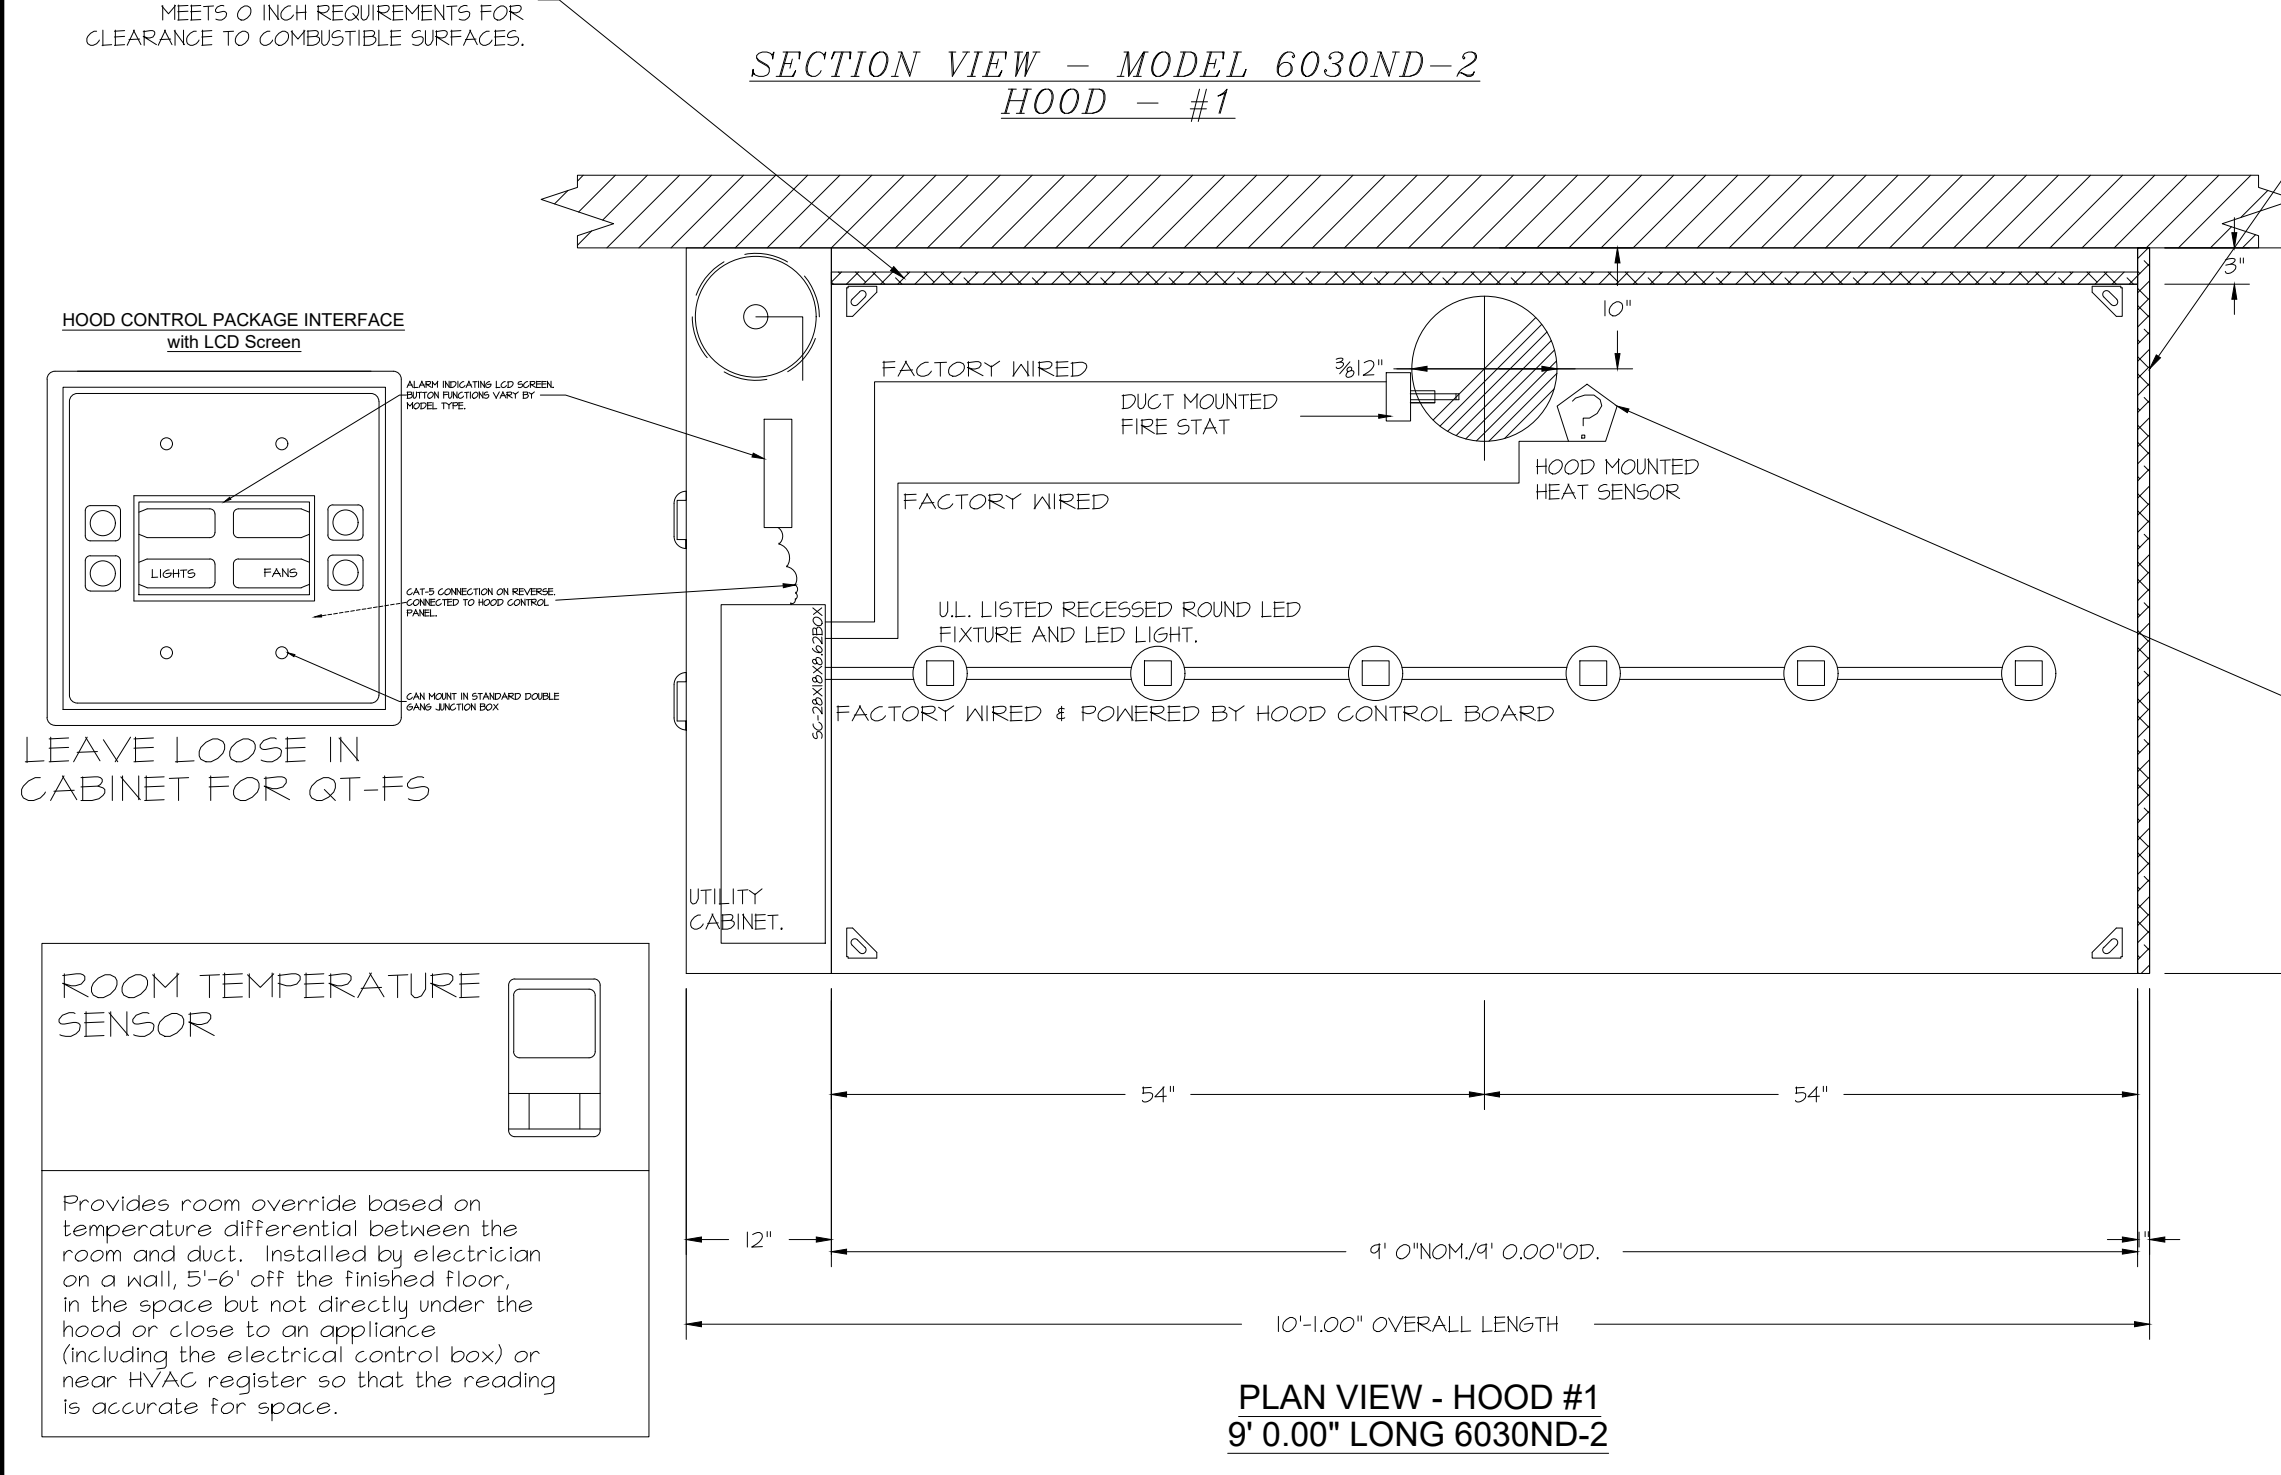 MEETS 0 INCH REQUIREMENTS FOR
CLEARANCE TO COMBUSTIBLE SURFACES.
SECTION VIEW - MODEL 6030ND-2
HOOD - #1
3"
10"
HOOD CONTROL PACKAGE INTERFACE
with LCD Screen
ALARM INDICATING LCD SCREEN.
BUTTON FUNCTIONS VARY BY
MODEL TYPE.
LIGHTS
FANS
CAT-5 CONNECTION ON REVERSE.
CONNECTED TO HOOD CONTROL
PANEL.
CAN MOUNT IN STANDARD DOUBLE
GANG JUNCTION BOX
LEAVE LOOSE IN
CABINET FOR QT-FS
FACTORY WIRED
⅜12"
DUCT MOUNTED
FIRE STAT
?
HOOD MOUNTED
HEAT SENSOR
FACTORY WIRED
U.L. LISTED RECESSED ROUND LED
FIXTURE AND LED LIGHT.
SC-28X18X8.62BOX
FACTORY WIRED & POWERED BY HOOD CONTROL BOARD
UTILITY
CABINET.
ROOM TEMPERATURE
SENSOR
Provides room override based on
temperature differential between the
room and duct.  Installed by electrician
on a wall, 5'-6' off the finished floor,
in the space but not directly under the
hood or close to an appliance
(including the electrical control box) or
near HVAC register so that the reading
is accurate for space.
54"
54"
12"
9' 0"NOM./9' 0.00"OD.
1"
10'-1.00" OVERALL LENGTH
PLAN VIEW - HOOD #1
9' 0.00" LONG 6030ND-2